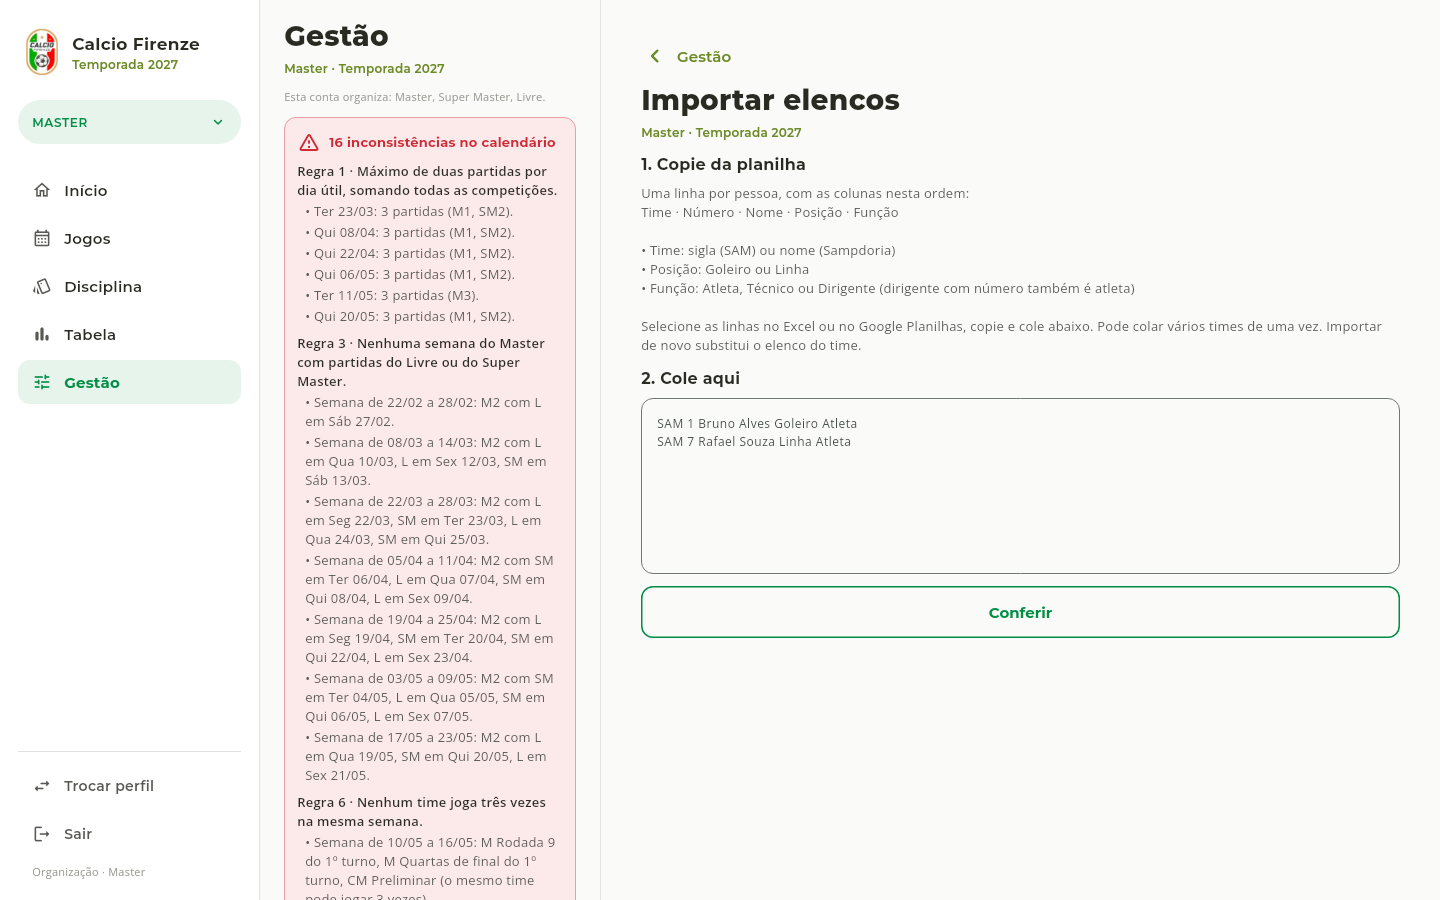 CALCIO
Calcio Firenze
Temporada 2027
MASTER
Início
Jogos
Disciplina
Tabela
Gestão
Trocar perfil
Sair
Organização · Master
Gestão
Master · Temporada 2027
Esta conta organiza: Master, Super Master, Livre.
16 inconsistências no calendário
Regra 1 · Máximo de duas partidas por
dia útil, somando todas as competições.
• Ter 23/03: 3 partidas (M1, SM2).
• Qui 08/04: 3 partidas (M1, SM2).
• Qui 22/04: 3 partidas (M1, SM2).
• Qui 06/05: 3 partidas (M1, SM2).
• Ter 11/05: 3 partidas (M3).
• Qui 20/05: 3 partidas (M1, SM2).
Regra 3 · Nenhuma semana do Master
com partidas do Livre ou do Super
Master.
• Semana de 22/02 a 28/02: M2 com L
em Sáb 27/02.
• Semana de 08/03 a 14/03: M2 com L
em Qua 10/03, L em Sex 12/03, SM em
Sáb 13/03.
• Semana de 22/03 a 28/03: M2 com L
em Seg 22/03, SM em Ter 23/03, L em
Qua 24/03, SM em Qui 25/03.
• Semana de 05/04 a 11/04: M2 com SM
em Ter 06/04, L em Qua 07/04, SM em
Qui 08/04, L em Sex 09/04.
• Semana de 19/04 a 25/04: M2 com L
em Seg 19/04, SM em Ter 20/04, SM em
Qui 22/04, L em Sex 23/04.
• Semana de 03/05 a 09/05: M2 com SM
em Ter 04/05, L em Qua 05/05, SM em
Qui 06/05, L em Sex 07/05.
• Semana de 17/05 a 23/05: M2 com L
em Qua 19/05, SM em Qui 20/05, L em
Sex 21/05.
Regra 6 · Nenhum time joga três vezes
na mesma semana.
• Semana de 10/05 a 16/05: M Rodada 9
do 1º turno, M Quartas de final do 1º
turno, CM Preliminar (o mesmo time
pode jogar 3 vezes)
Gestão
Importar elencos
Master · Temporada 2027
1. Copie da planilha
Uma linha por pessoa, com as colunas nesta ordem:
Time · Número · Nome · Posição · Função
• Time: sigla (SAM) ou nome (Sampdoria)
• Posição: Goleiro ou Linha
• Função: Atleta, Técnico ou Dirigente (dirigente com número também é atleta)
Selecione as linhas no Excel ou no Google Planilhas, copie e cole abaixo. Pode colar vários times de uma vez. Importar
de novo substitui o elenco do time.
2. Cole aqui
SAM 1 Bruno Alves Goleiro Atleta
SAM 7 Rafael Souza Linha Atleta
Conferir